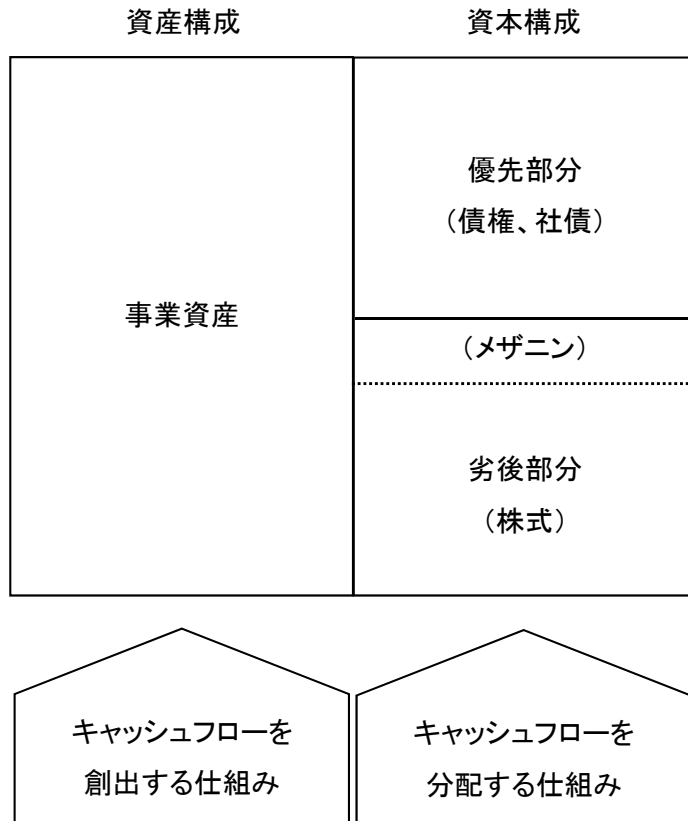 資産構成
資本構成
事業資産
優先部分
（債権、社債）
（メザニン）
劣後部分
（株式）
キャッシュフローを
創出する仕組み
キャッシュフローを
分配する仕組み